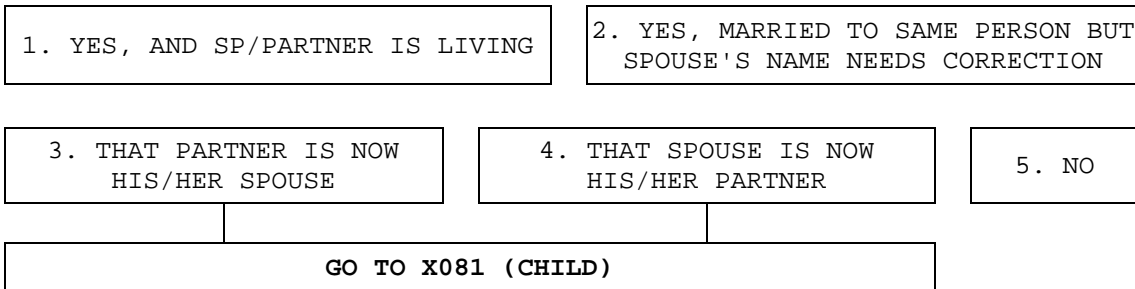 1. YES, AND SP/PARTNER IS LIVING
2. YES, MARRIED TO SAME PERSON BUT
SPOUSE'S NAME NEEDS CORRECTION
3. THAT PARTNER IS NOW
HIS/HER SPOUSE
4. THAT SPOUSE IS NOW
HIS/HER PARTNER
5. NO
GO TO X081 (CHILD)